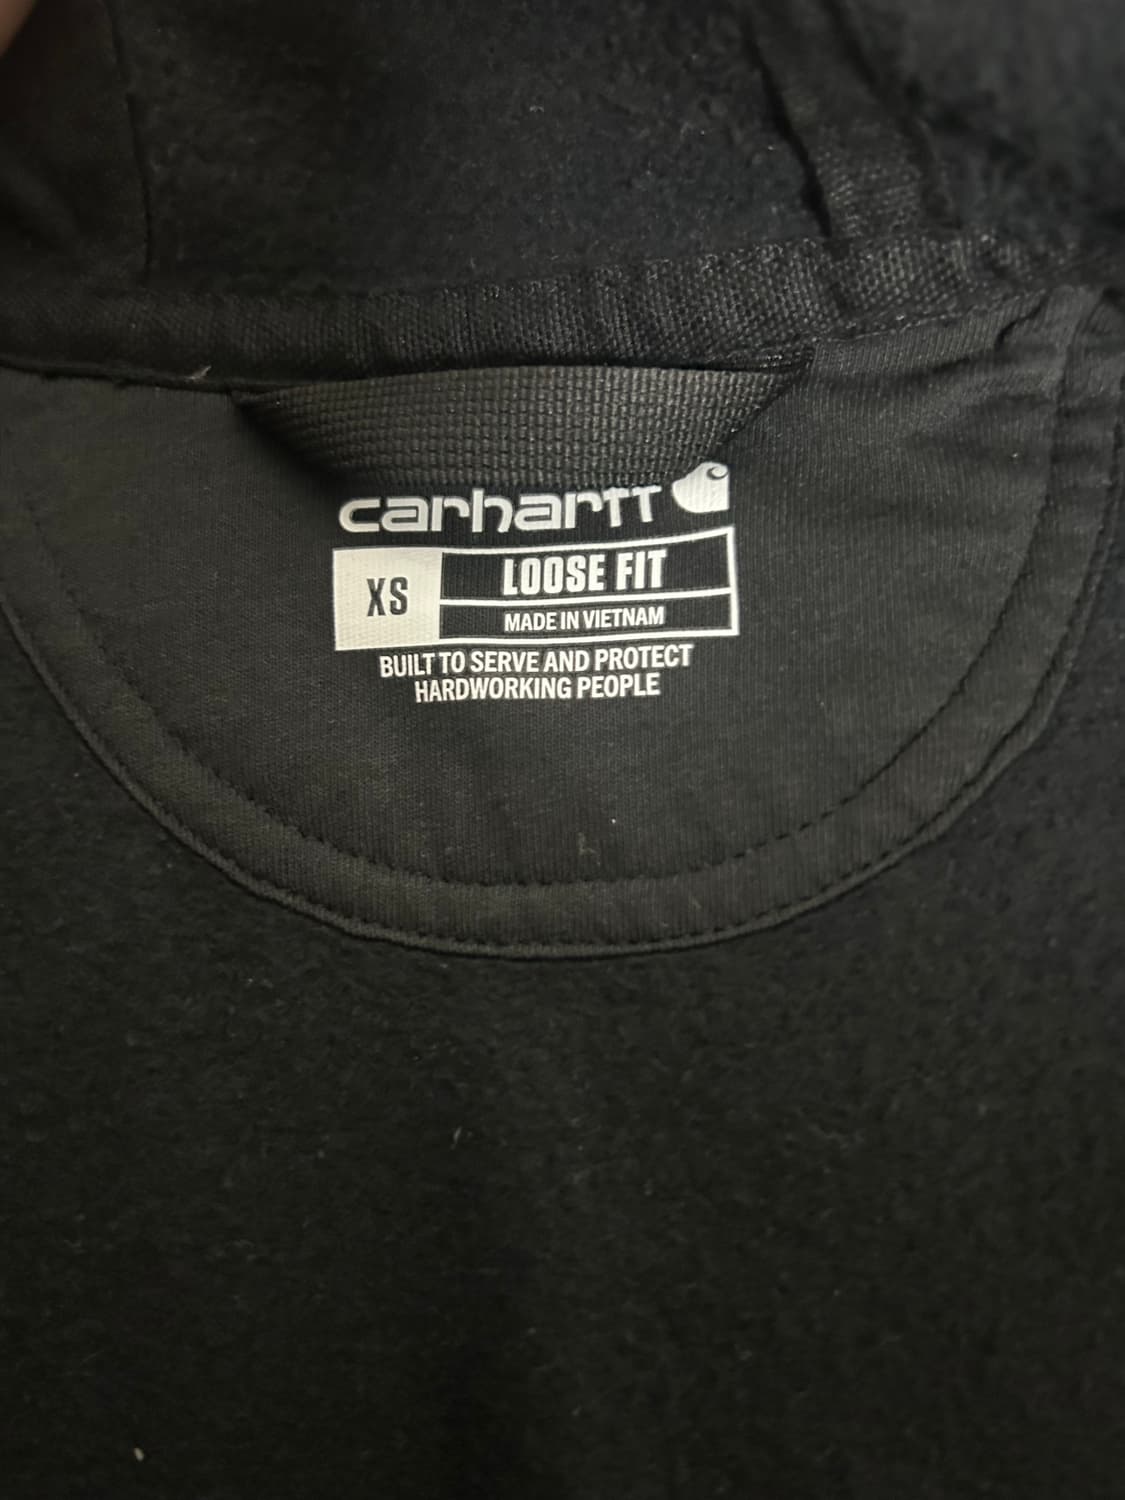 carhartt
XS
LOOSE FIT
MADE IN VIETNAM
BUILT TO SERVE AND PROTECT
HARDWORKING PEOPLE